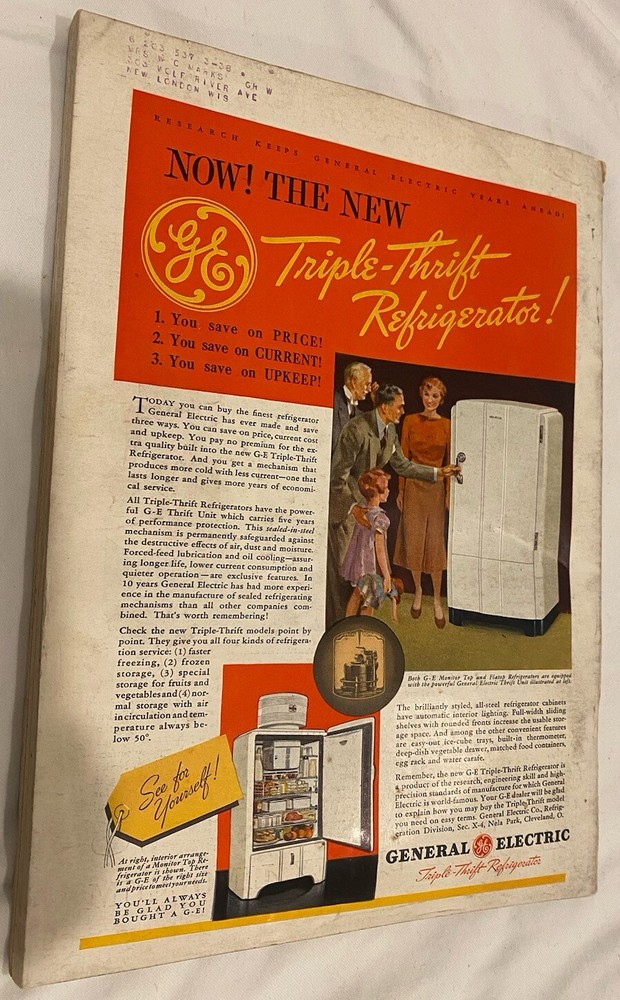 6 203 537 3-38 GH W
MRS W C MARKS
203 WOLF RIVER AVE
NEW LONDON WIS
RESEARCH KEEPS GENERAL ELECTRIC YEARS AHEAD!
NOW! THE NEW
GE
Triple-Thrift
Refrigerator!
1. You save on PRICE!
2. You save on CURRENT!
3. You save on UPKEEP!
TODAY you can buy the finest refrigerator
General Electric has ever made and save
three ways. You can save on price, current cost
and upkeep. You pay no premium for the ex-
tra quality built into the new G-E Triple-Thrift
Refrigerator. And you get a mechanism that
produces more cold with less current—one that
lasts longer and gives more years of economi-
cal service.
All Triple-Thrift Refrigerators have the power-
ful G-E Thrift Unit which carries five years
of performance protection. This sealed-in-steel
mechanism is permanently safeguarded against
the destructive effects of air, dust and moisture.
Forced-feed lubrication and oil cooling—assur-
ing longer life, lower current consumption and
quieter operation—are exclusive features. In
10 years General Electric has had more experi-
ence in the manufacture of sealed refrigerating
mechanisms than all other companies com-
bined. That's worth remembering!
Check the new Triple-Thrift models point by
point. They give you all four kinds of refrigera-
tion service: (1) faster
freezing, (2) frozen
storage, (3) special
storage for fruits and
vegetables and (4) nor-
mal storage with air
in circulation and tem-
perature always be-
low 50°.
See for
Yourself!
At right, interior arrange-
ment of a Monitor Top Re-
frigerator is shown. There
is a G-E of the right size
and price to meet your needs.
YOU'LL ALWAYS
BE GLAD YOU
BOUGHT A G-E!
Both G-E Monitor Top and Flatop Refrigerators are equipped
with the powerful General Electric Thrift Unit illustrated at left.
The brilliantly styled, all-steel refrigerator cabinets
have automatic interior lighting. Full-width sliding
shelves with rounded fronts increase the usable stor-
age space. And among the other convenient features
are easy-out ice-cube trays, built-in thermometer,
deep-dish vegetable drawer, matched food containers,
egg rack and water carafe.
Remember, the new G-E Triple-Thrift Refrigerator is
a product of the research, engineering skill and high-
precision standards of manufacture for which General
Electric is world-famous. Your G-E dealer will be glad
to explain how you may buy the Triple-Thrift model
you need on easy terms. General Electric Co., Refrig-
eration Division, Sec. X-4, Nela Park, Cleveland, O.
GENERAL GE ELECTRIC
Triple-Thrift Refrigerator